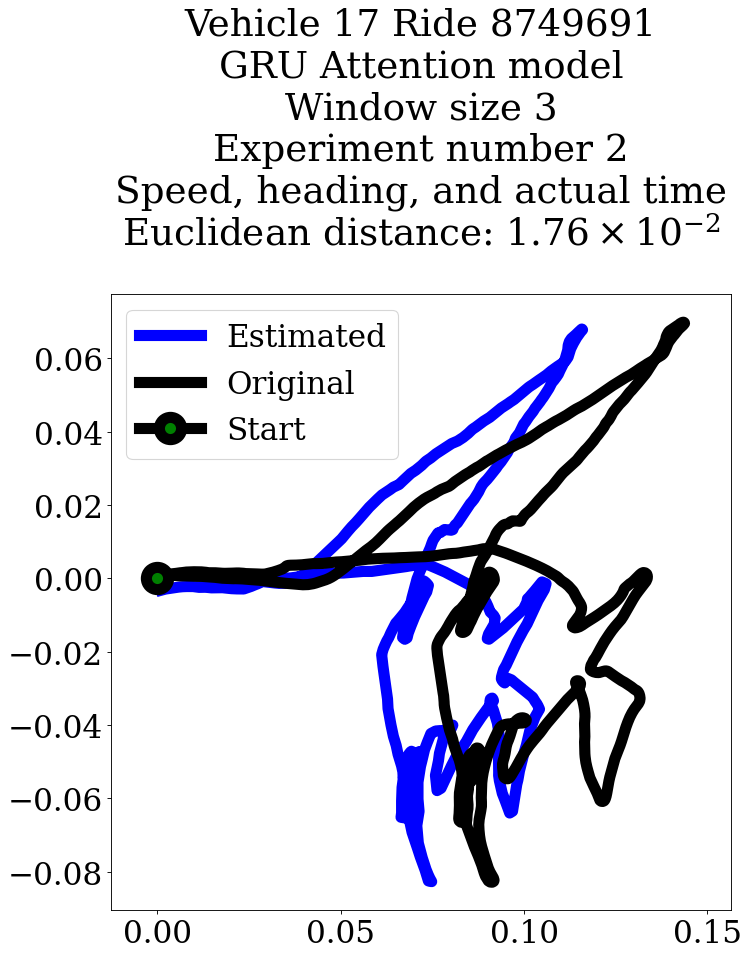 Vehicle 17 Ride 8749691
GRU Attention model
Window size 3
Experiment number 2
Speed, heading, and actual time
Euclidean distance: 1.76 × 10⁻²
Estimated
Original
Start
0.06
0.04
0.02
0.00
−0.02
−0.04
−0.06
−0.08
0.00 0.05 0.10 0.15